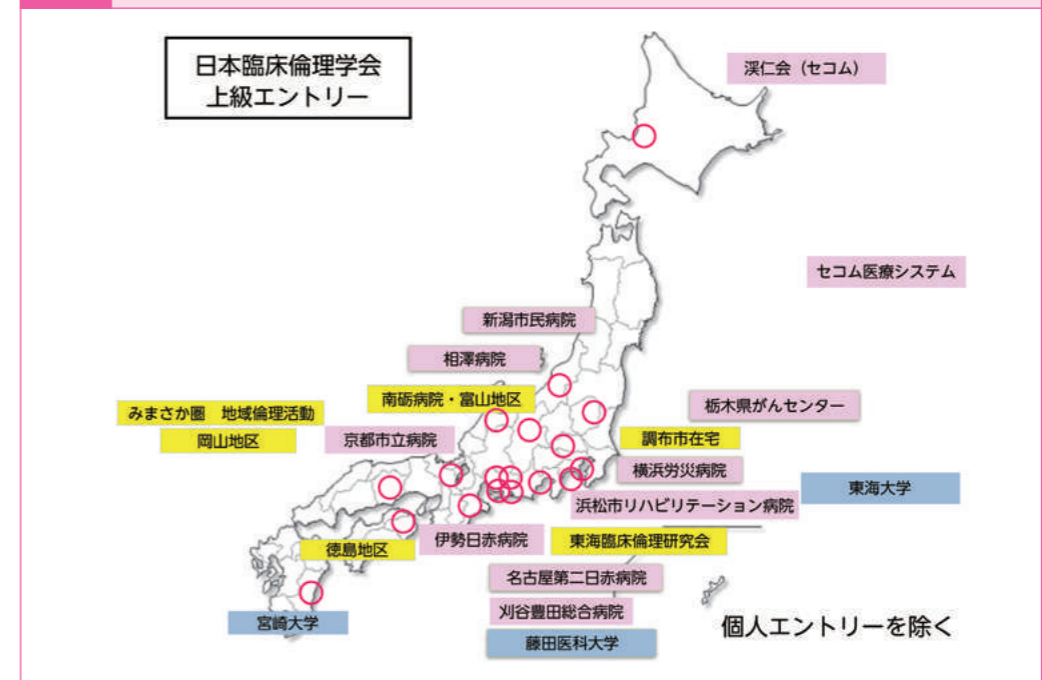 日本臨床倫理学会
上級エントリー
渓仁会（セコム）
セコム医療システム
新潟市民病院
相澤病院
南砺病院・富山地区
栃木県がんセンター
みまさか圏　地域倫理活動
岡山地区
京都市立病院
調布市在宅
横浜労災病院
東海大学
浜松市リハビリテーション病院
伊勢日赤病院
東海臨床倫理研究会
徳島地区
名古屋第二日赤病院
刈谷豊田総合病院
宮崎大学
藤田医科大学
個人エントリーを除く